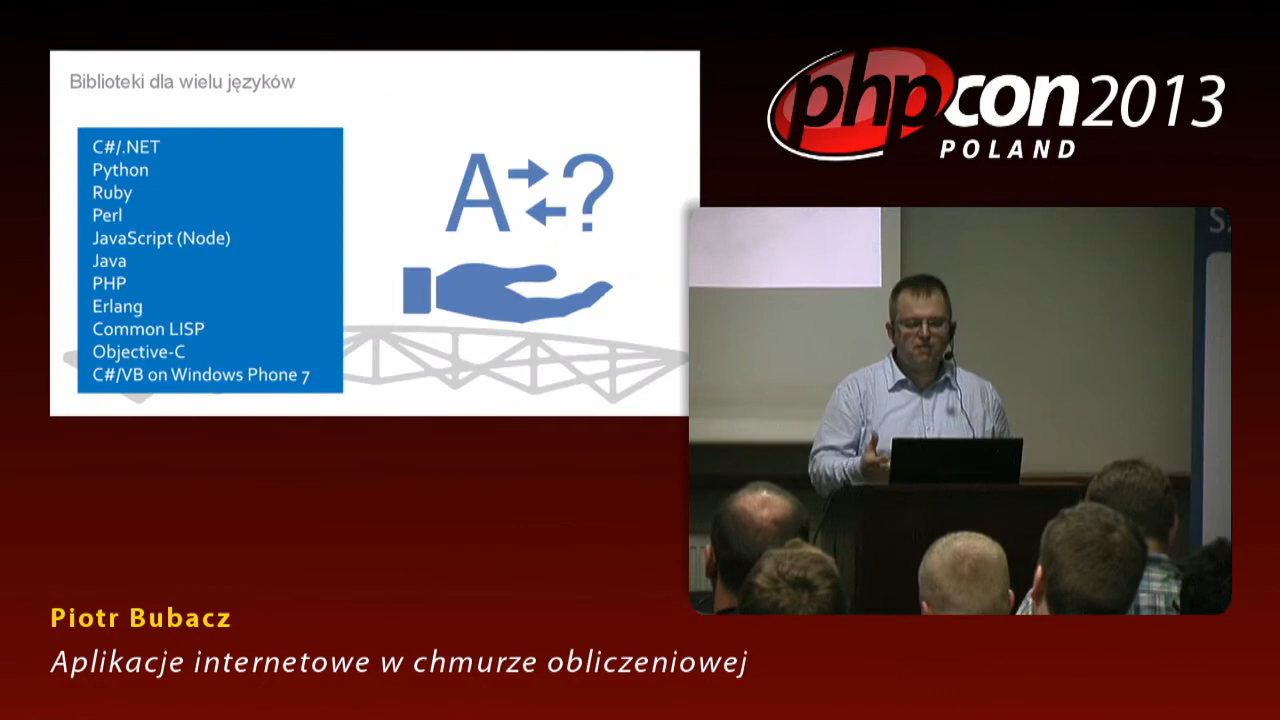 Biblioteki dla wielu języków
C#/.NET
Python
Ruby
Perl
JavaScript (Node)
Java
PHP
Erlang
Common LISP
Objective-C
C#/VB on Windows Phone 7
A ?
phpcon2013
POLAND
Piotr Bubacz
Aplikacje internetowe w chmurze obliczeniowej